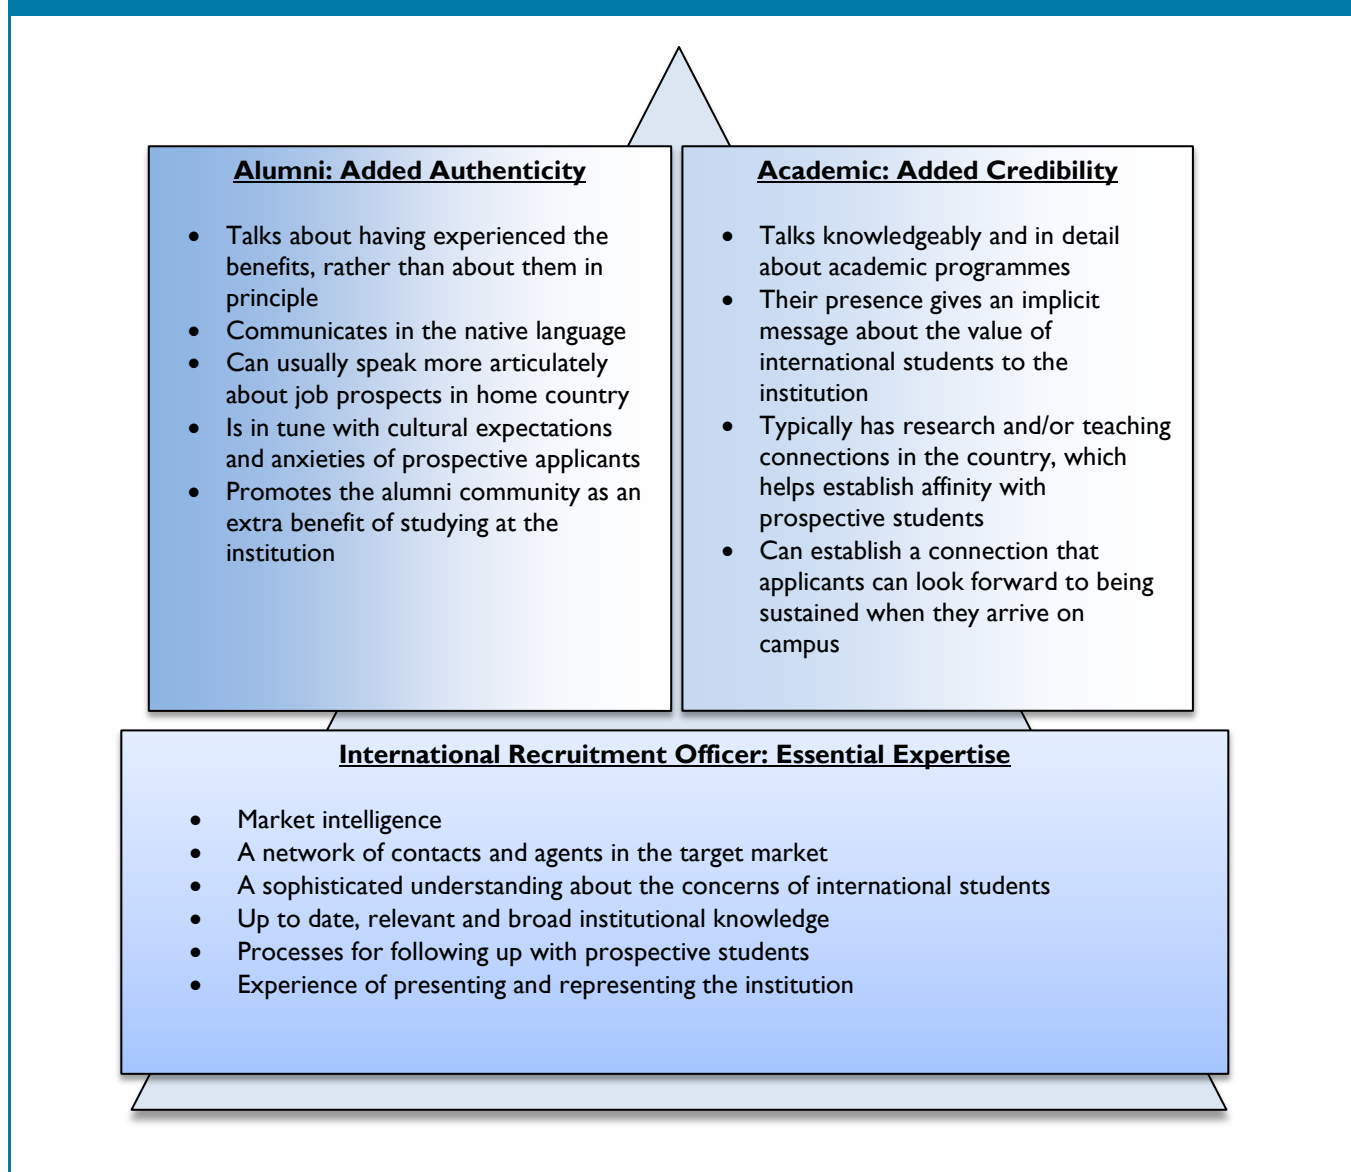 Alumni: Added Authenticity
• Talks about having experienced the
benefits, rather than about them in
principle
• Communicates in the native language
• Can usually speak more articulately
about job prospects in home country
• Is in tune with cultural expectations
and anxieties of prospective applicants
• Promotes the alumni community as an
extra benefit of studying at the
institution
Academic: Added Credibility
• Talks knowledgeably and in detail
about academic programmes
• Their presence gives an implicit
message about the value of
international students to the
institution
• Typically has research and/or teaching
connections in the country, which
helps establish affinity with
prospective students
• Can establish a connection that
applicants can look forward to being
sustained when they arrive on
campus
International Recruitment Officer: Essential Expertise
• Market intelligence
• A network of contacts and agents in the target market
• A sophisticated understanding about the concerns of international students
• Up to date, relevant and broad institutional knowledge
• Processes for following up with prospective students
• Experience of presenting and representing the institution